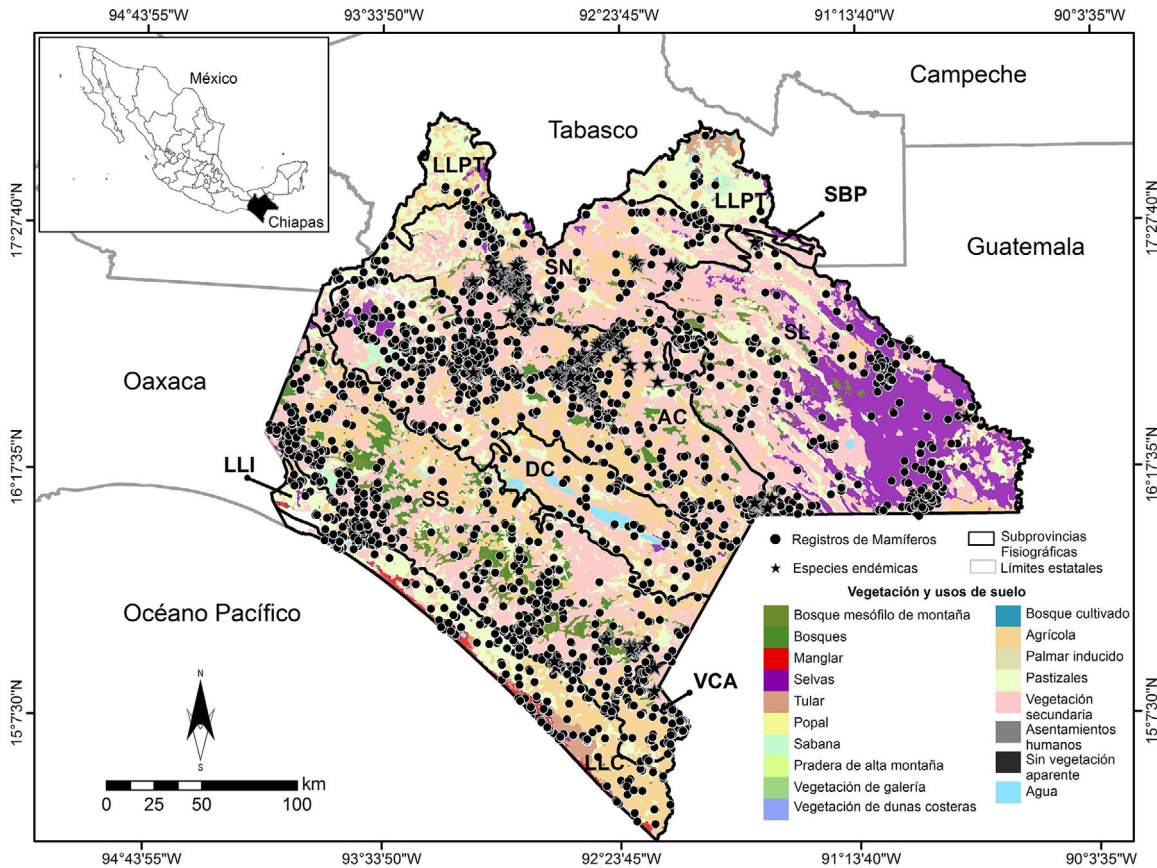 94°43'55"W
93°33'50"W
92°23'45"W
91°13'40"W
90°3'35"W
México
Chiapas
Campeche
Tabasco
LLPT
LLPT
SBP
17°27'40"N
17°27'40"N
Guatemala
SN
SL
Oaxaca
AC
LLI
DC
16°17'35"N
16°17'35"N
SS
Registros de Mamíferos
Subprovincias
Fisiográficas
Especies endémicas
Límites estatales
Océano Pacífico
Vegetación y usos de suelo
Bosque mesófilo de montaña
Bosques
Manglar
Selvas
Tular
Popal
Sabana
Pradera de alta montaña
Vegetación de galería
Vegetación de dunas costeras
Bosque cultivado
Agrícola
Palmar inducido
Pastizales
Vegetación
secundaria
Asentamientos
humanos
Sin vegetación
aparente
Agua
VCA
15°7'30"N
15°7'30"N
LLC
N
S
km
0 25 50 100
94°43'55"W
93°33'50"W
92°23'45"W
91°13'40"W
90°3'35"W